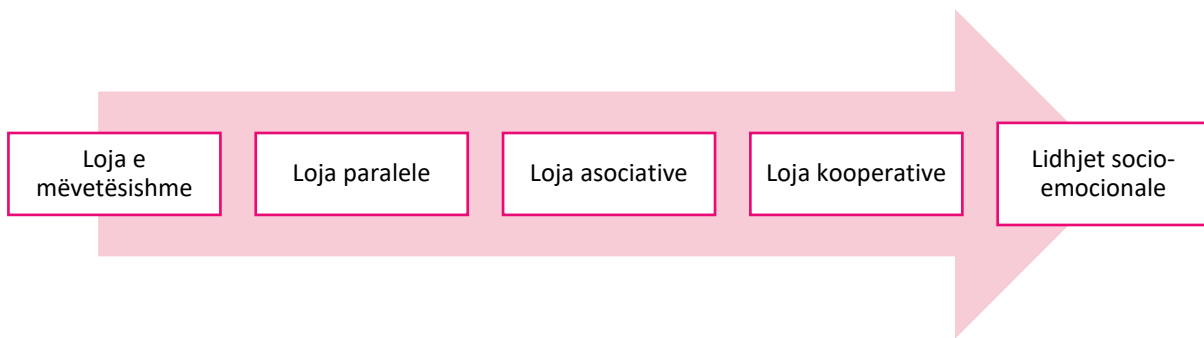 Loja e
mëvetësishme
Loja paralele
Loja asociative
Loja kooperative
Lidhjet socio-
emocionale